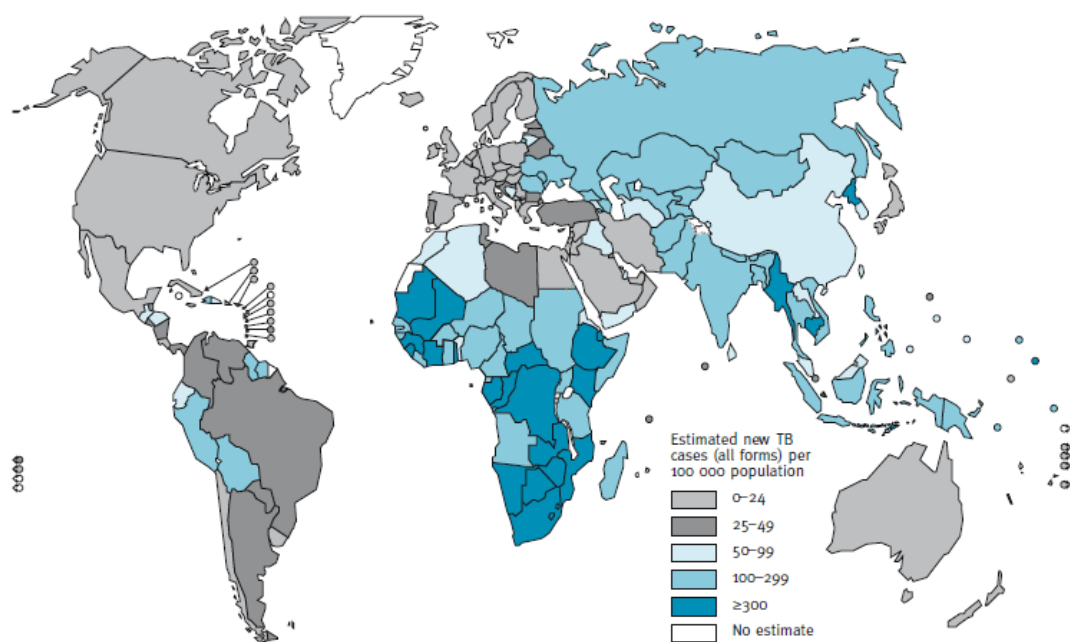 Estimated new TB
cases (all forms) per
100 000 population
0–24
25–49
50–99
100–299
≥300
No estimate